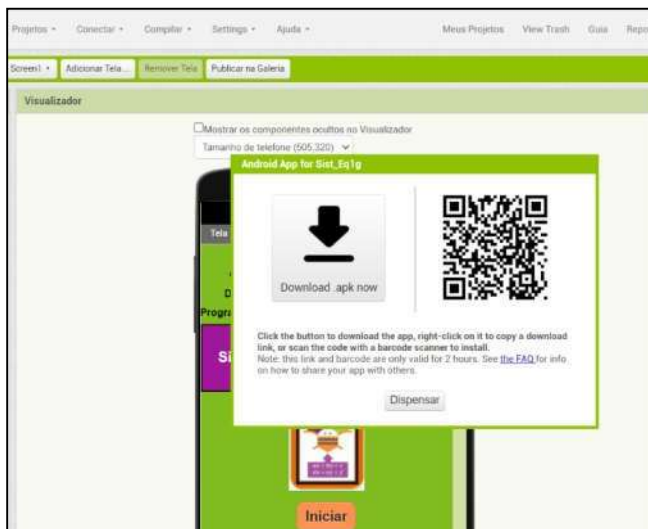 Projetos Conectar Compilar Settings Ajuda Meus Projetos View Trash Guia Repo
Screen1 Adicionar Tela... Remover Tela Publicar na Galeria
Visualizador
Mostrar os componentes ocultos no Visualizador
Tamanho de telefone (505,320)
Android App for Sist_Eq1g
Download .apk now
Click the button to download the app, right-click on it to copy a download
link, or scan the code with a barcode scanner to install.
Note: this link and barcode are only valid for 2 hours. See the FAQ for info
on how to share your app with others.
Dispensar
Tela
D
Progra
Si
Iniciar